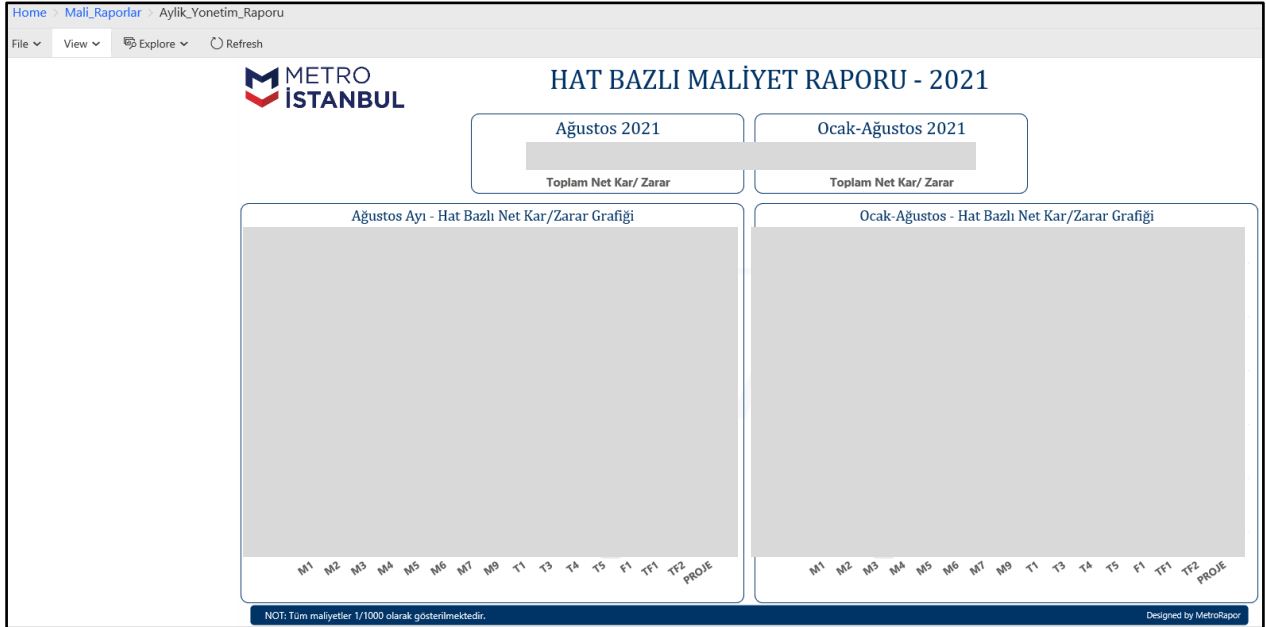 Home > Mali_Raporlar > Aylik_Yonetim_Raporu
File View Explore Refresh
METRO
İSTANBUL
HAT BAZLI MALİYET RAPORU - 2021
Ağustos 2021
Toplam Net Kar/ Zarar
Ocak-Ağustos 2021
Toplam Net Kar/ Zarar
Ağustos Ayı - Hat Bazlı Net Kar/Zarar Grafiği
M1 M2 M3 M4 M5 M6 M7 M9 T1 T3 T4 T5 F1 TF1 TF2 PROJE
Ocak-Ağustos - Hat Bazlı Net Kar/Zarar Grafiği
M1 M2 M3 M4 M5 M6 M7 M9 T1 T3 T4 T5 F1 TF1 TF2 PROJE
NOT: Tüm maliyetler 1/1000 olarak gösterilmektedir.
Designed by MetroRapor